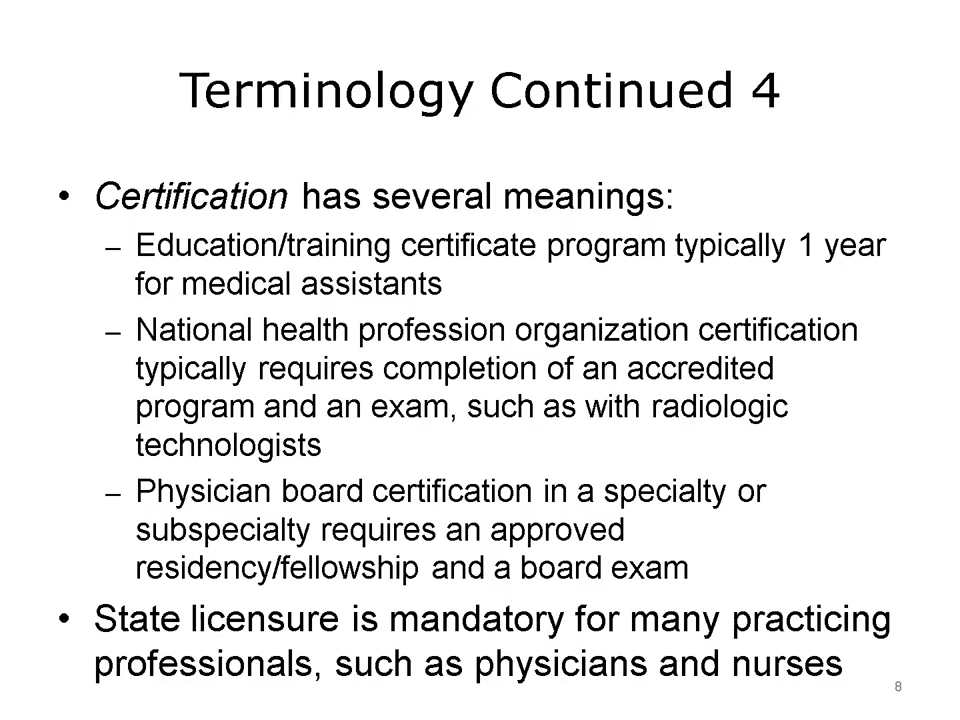 Terminology Continued 4
• Certification has several meanings:
– Education/training certificate program typically 1 year
for medical assistants
– National health profession organization certification
typically requires completion of an accredited
program and an exam, such as with radiologic
technologists
– Physician board certification in a specialty or
subspecialty requires an approved
residency/fellowship and a board exam
• State licensure is mandatory for many practicing
professionals, such as physicians and nurses
8